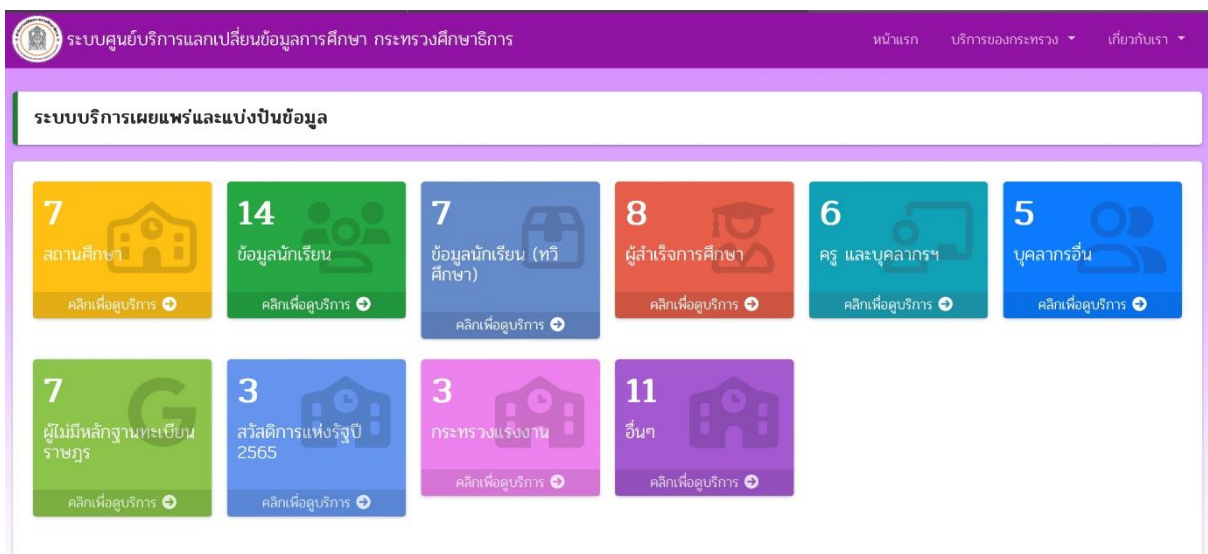 ระบบศูนย์บริการแลกเปลี่ยนข้อมูลการศึกษา กระทรวงศึกษาธิการ
หน้าแรก บริการของกระทรวง เกี่ยวกับเรา
ระบบบริการเผยแพร่และแบ่งปันข้อมูล
7
สถานศึกษา
คลิกเพื่อดูบริการ
14
ข้อมูลนักเรียน
คลิกเพื่อดูบริการ
7
ข้อมูลนักเรียน (ทวิ
ศึกษา)
คลิกเพื่อดูบริการ
8
ผู้สำเร็จการศึกษา
คลิกเพื่อดูบริการ
6
ครู และบุคลากรฯ
คลิกเพื่อดูบริการ
5
บุคลากรอื่น
คลิกเพื่อดูบริการ
7
ผู้ไม่มีหลักฐานทะเบียน
ราษฎร
คลิกเพื่อดูบริการ
3
สวัสดิการแห่งรัฐปี
2565
คลิกเพื่อดูบริการ
3
กระทรวงแรงงาน
คลิกเพื่อดูบริการ
11
อื่นๆ
คลิกเพื่อดูบริการ